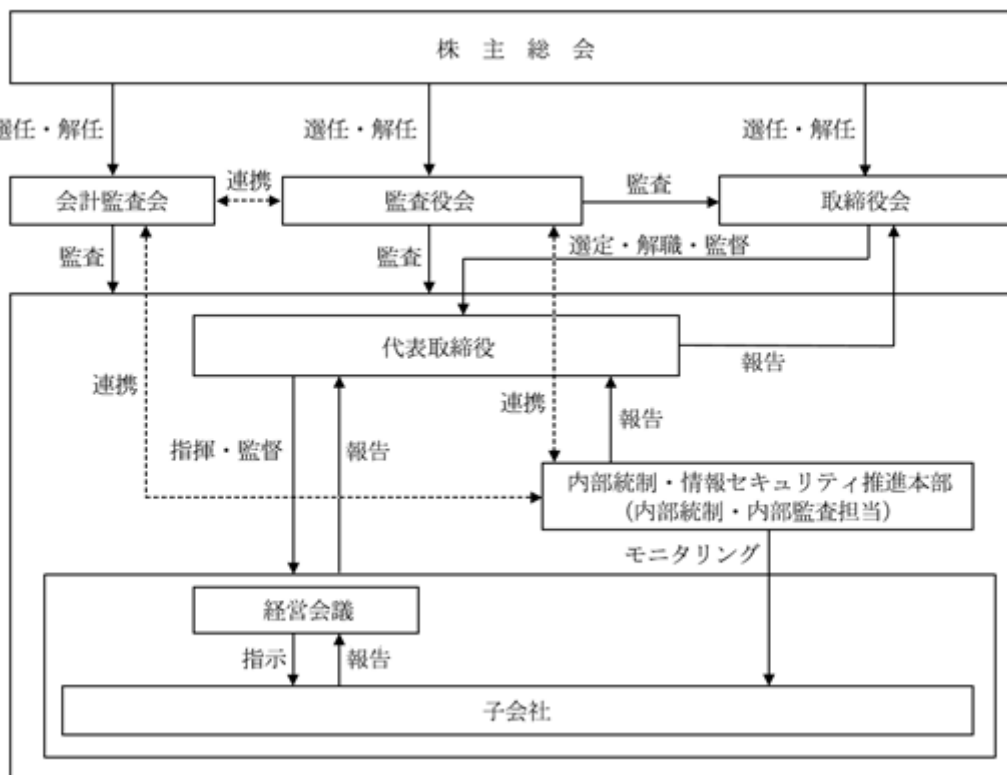 株主総会
選任・解任
選任・解任
選任・解任
会計監査会
連携
監査役会
監査
取締役会
監査
監査
選定・解職・監督
代表取締役
報告
連携
連携
報告
指揮・監督
報告
内部統制・情報セキュリティ推進本部
(内部統制・内部監査担当)
モニタリング
経営会議
指示
報告
子会社